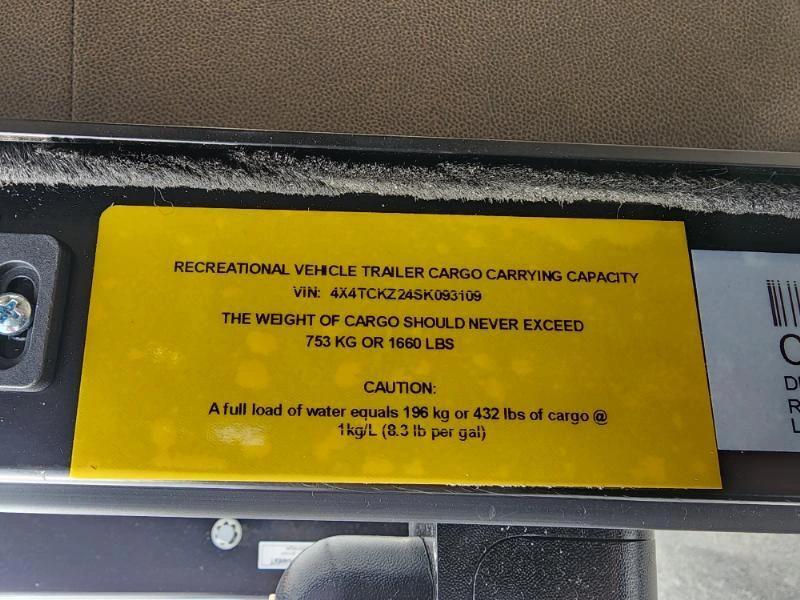 RECREATIONAL VEHICLE TRAILER CARGO CARRYING CAPACITY
VIN: 4X4TCKZ24SK093109
THE WEIGHT OF CARGO SHOULD NEVER EXCEED
753 KG OR 1660 LBS
CAUTION:
A full load of water equals 196 kg or 432 lbs of cargo @
1kg/L (8.3 lb per gal)